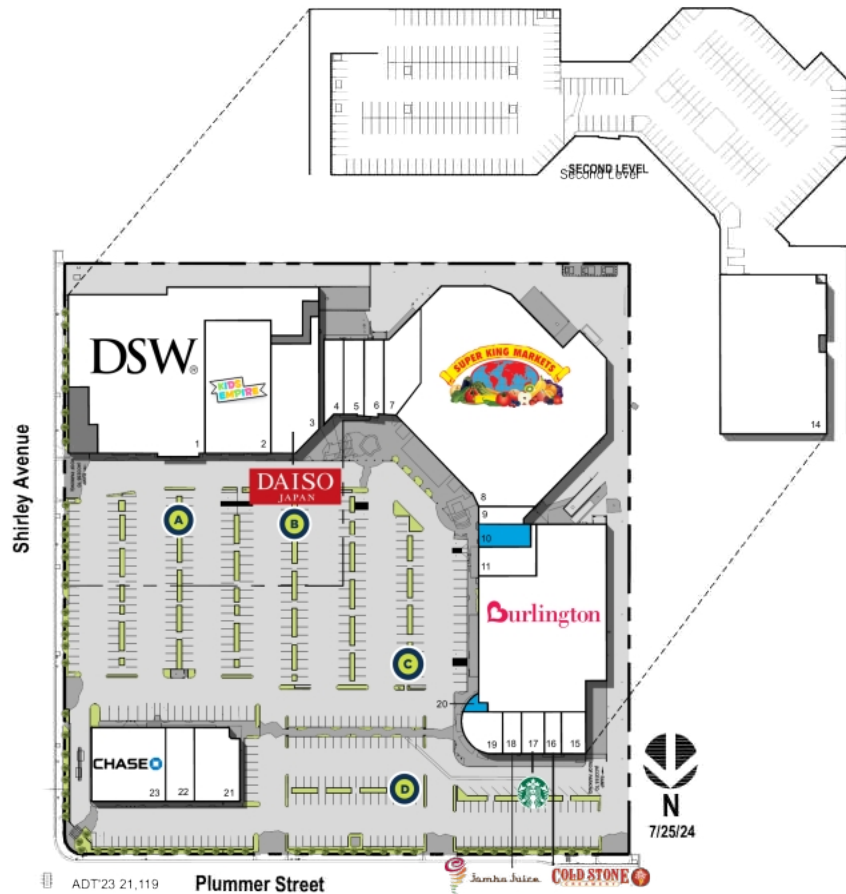 SECOND LEVEL
Second Level
DSW®
KIDS
EMPIRE
SUPER KING MARKETS
1
2
3
4
5
6
7
14
DAISO
JAPAN
8
9
10
11
A
B
Burlington
Shirley Avenue
C
20
19
18
17
16
15
CHASE
23
22
21
D
N
7/25/24
Jamba Juice
COLD STONE
CREAMERY
ADT'23 21,119
Plummer Street